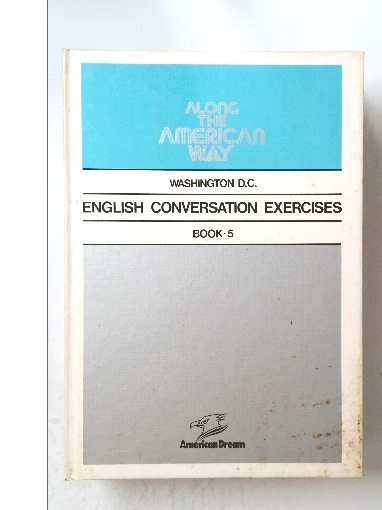 ALONG
THE
AMERICAN
WAY
WASHINGTON D.C.
ENGLISH CONVERSATION EXERCISES
BOOK·5
American Dream